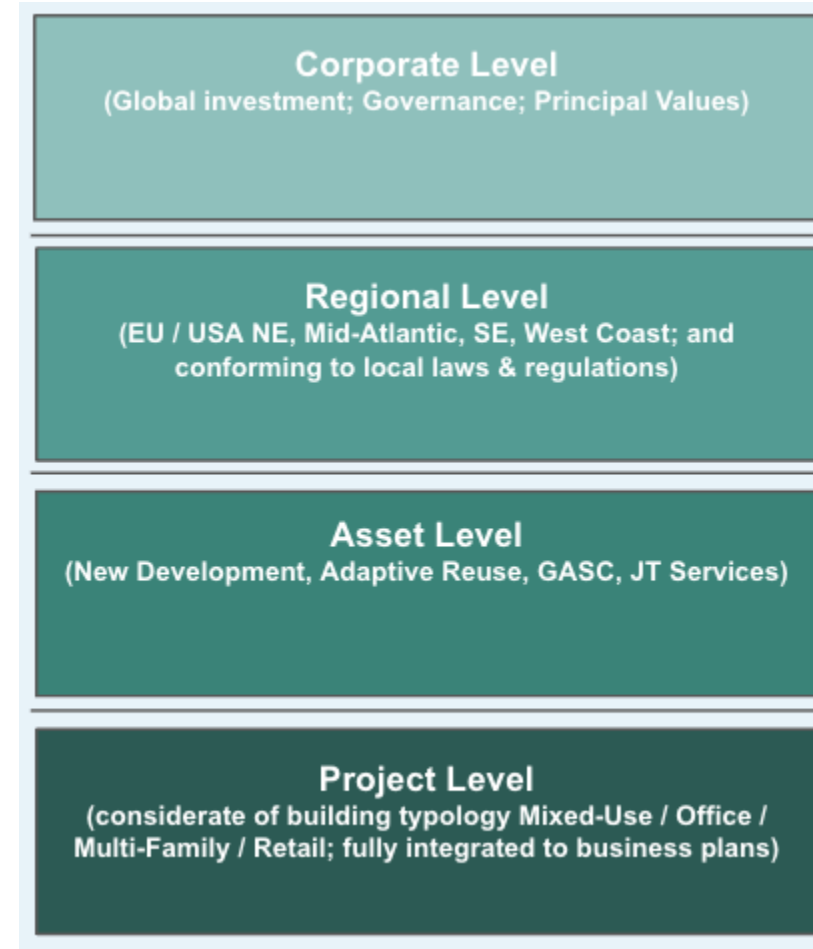 Corporate Level
(Global investment; Governance; Principal Values)
Regional Level
(EU / USA NE, Mid-Atlantic, SE, West Coast; and
conforming to local laws & regulations)
Asset Level
(New Development, Adaptive Reuse, GASC, JT Services)
Project Level
(considerate of building typology Mixed-Use / Office /
Multi-Family / Retail; fully integrated to business plans)